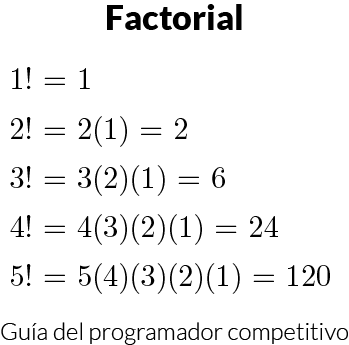 Factorial
1! = 1
2! = 2(1) = 2
3! = 3(2)(1) = 6
4! = 4(3)(2)(1) = 24
5! = 5(4)(3)(2)(1) = 120
Guía del programador competitivo